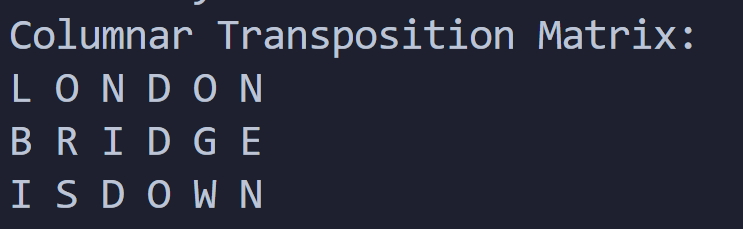 Columnar Transposition Matrix:
L O N D O N
B R I D G E
I S D O W N